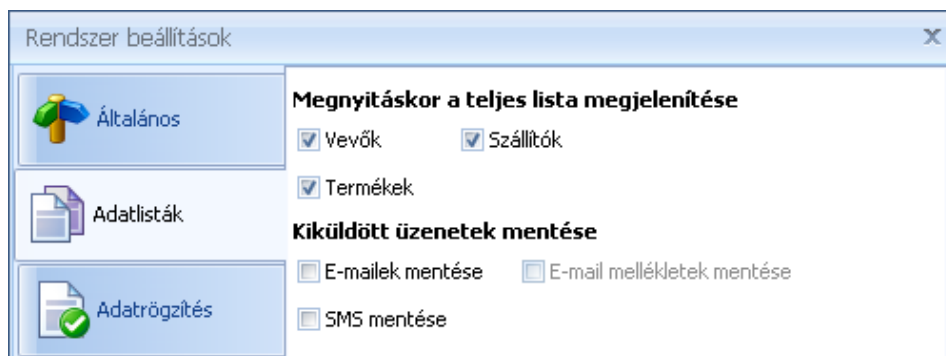 Rendszer beállítások
Általános
Adatlisták
Adatrögzítés
Megnyitáskor a teljes lista megjelenítése
Vevők Szállítók
Termékek
Kiküldött üzenetek mentése
E-mailek mentése E-mail mellékletek mentése
SMS mentése